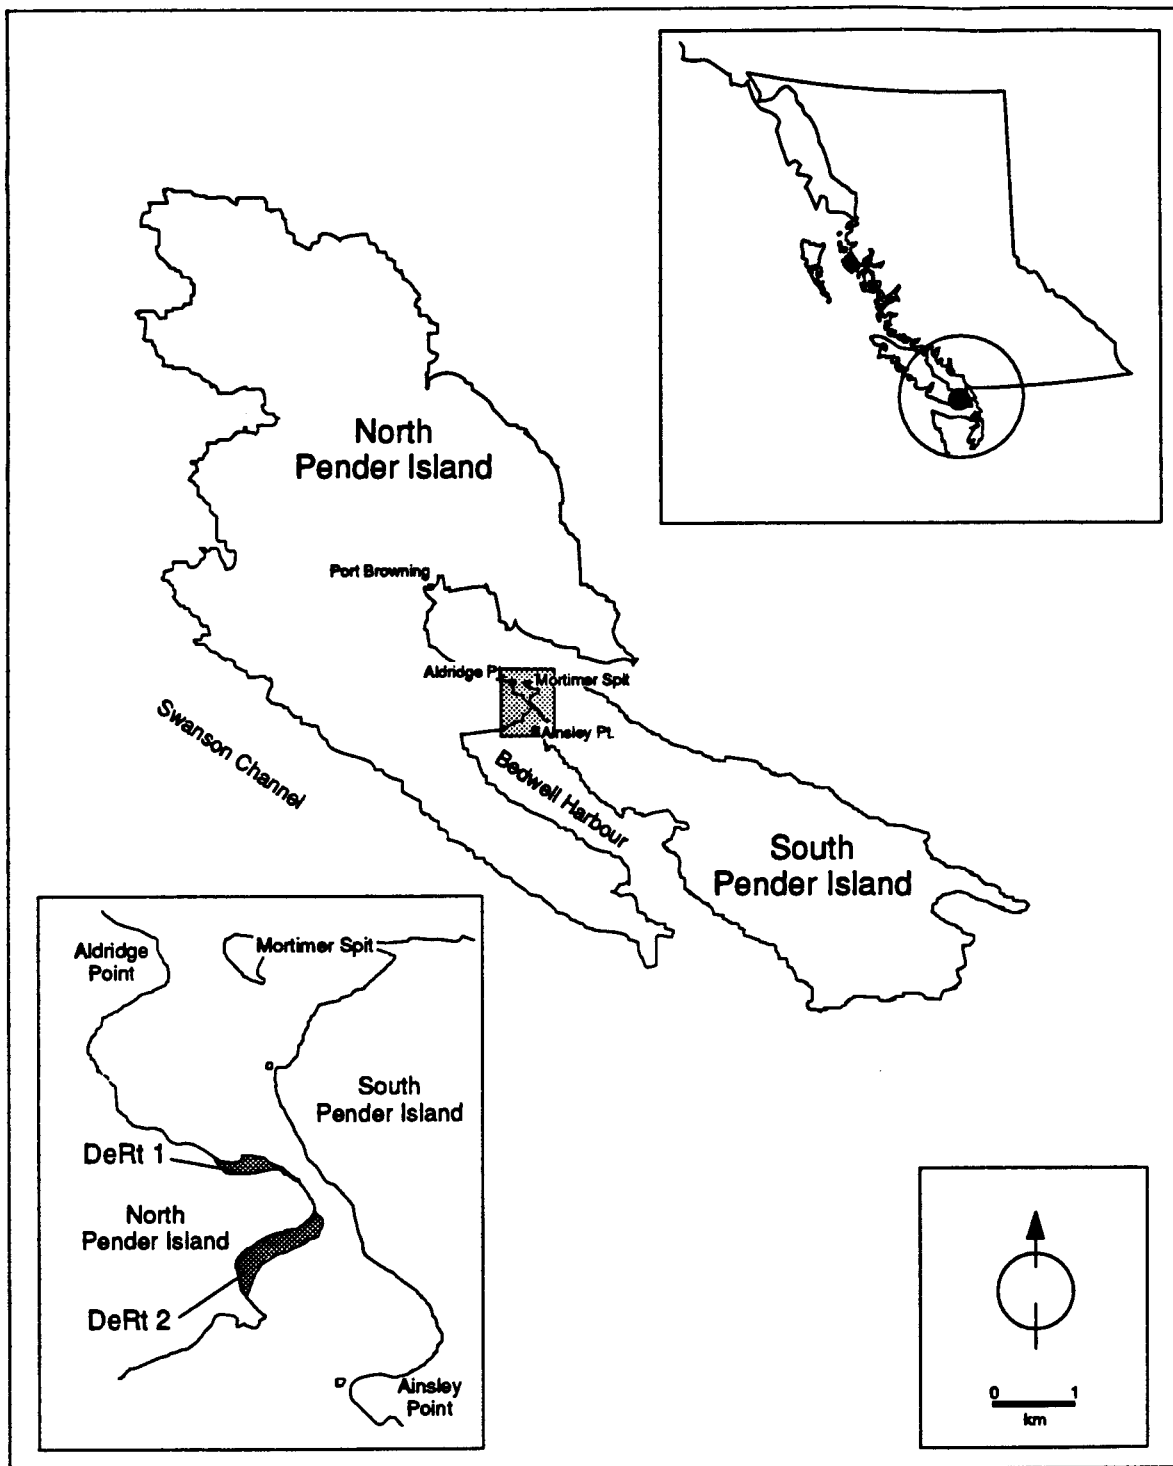 North
Pender Island
Port Browning
Aldridge P
Mortimer Spit
Ainsley Pt.
Swanson Channel
Bedwell Harbour
South
Pender Island
Aldridge
Point
Mortimer Spit
South
Pender Island
DeRt 1
North
Pender Island
DeRt 2
Ainsley
Point
0 1
km